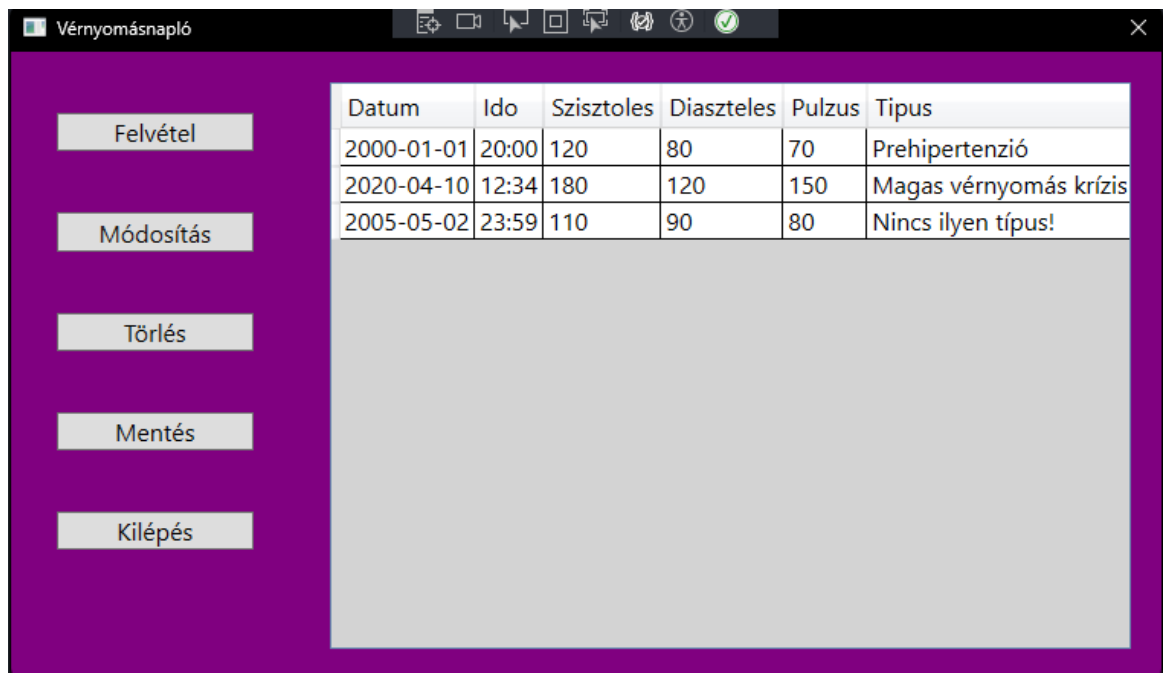 Vérnyomásnapló
Felvétel
Módosítás
Törlés
Mentés
Kilépés
Datum Ido Szisztoles Diaszteles Pulzus Tipus
2000-01-01 20:00 120 80 70 Prehipertenzió
2020-04-10 12:34 180 120 150 Magas vérnyomás krízis
2005-05-02 23:59 110 90 80 Nincs ilyen típus!